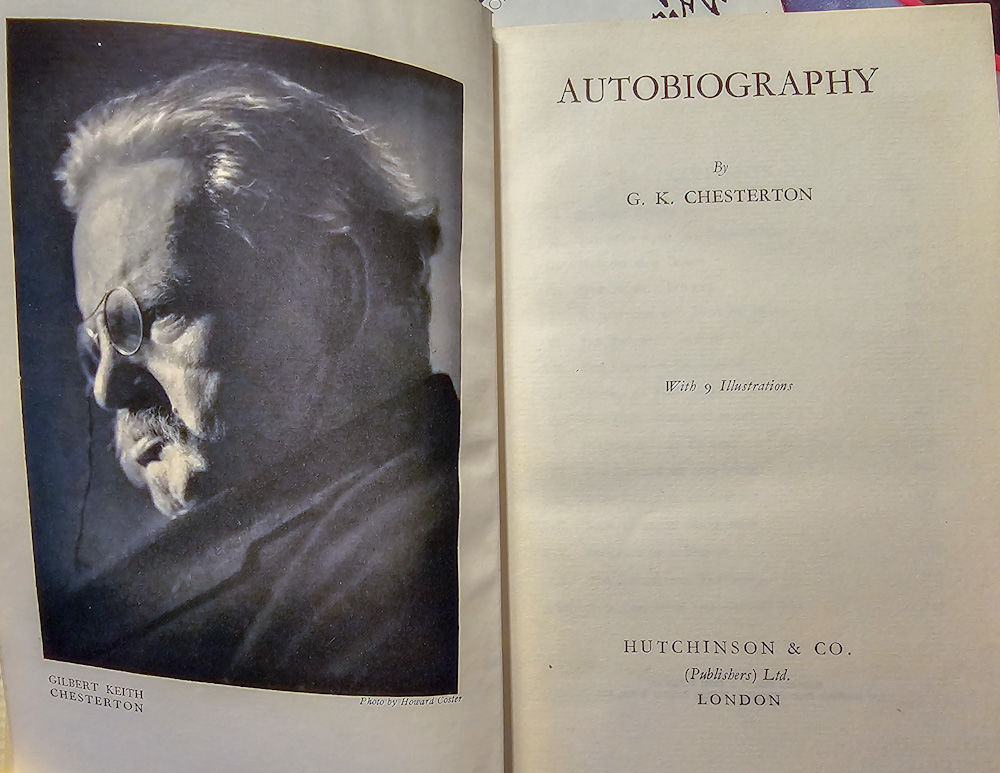 GILBERT KEITH
CHESTERTON
Photo by Howard Coster
AUTOBIOGRAPHY
By
G. K. CHESTERTON
With 9 Illustrations
HUTCHINSON & CO.
(Publishers) Ltd.
LONDON